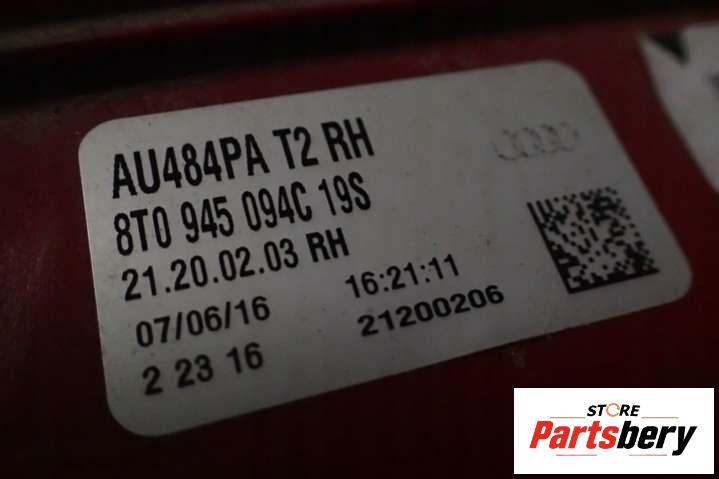 AU484PA T2 RH
8T0 945 094C 19S
21.20.02.03 RH
07/06/16 16:21:11
2 23 16 21200206
STORE
Partsbery